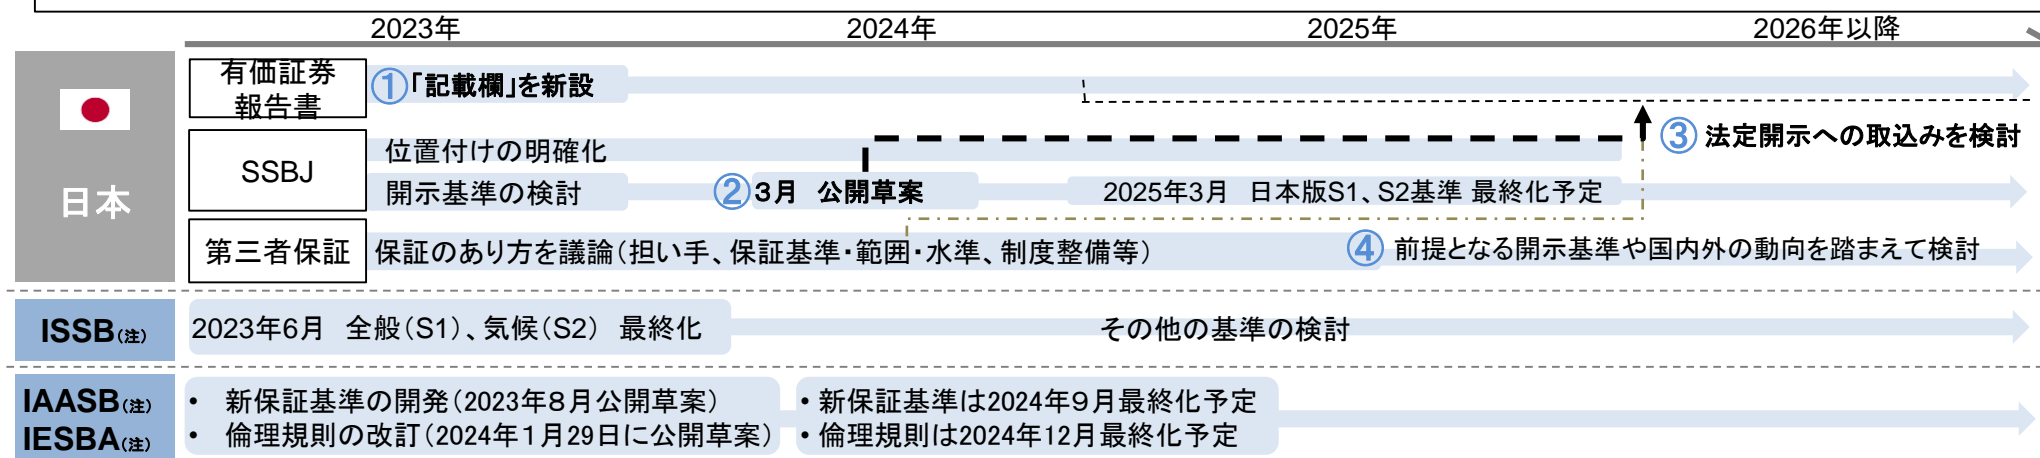 2023年 2024年 2025年 2026年以降
日本
有価証券
報告書
①「記載欄」を新設
SSBJ
位置付けの明確化
③ 法定開示への取込みを検討
開示基準の検討
②3月 公開草案
2025年3月 日本版S1、S2基準 最終化予定
第三者保証
保証のあり方を議論(担い手、保証基準・範囲・水準、制度整備等)
④ 前提となる開示基準や国内外の動向を踏まえて検討
ISSB(注)
2023年6月 全般(S1)、気候(S2) 最終化
その他の基準の検討
IAASB(注)
IESBA(注)
• 新保証基準の開発(2023年8月公開草案)
• 倫理規則の改訂(2024年1月29日に公開草案)
• 新保証基準は2024年9月最終化予定
• 倫理規則は2024年12月最終化予定